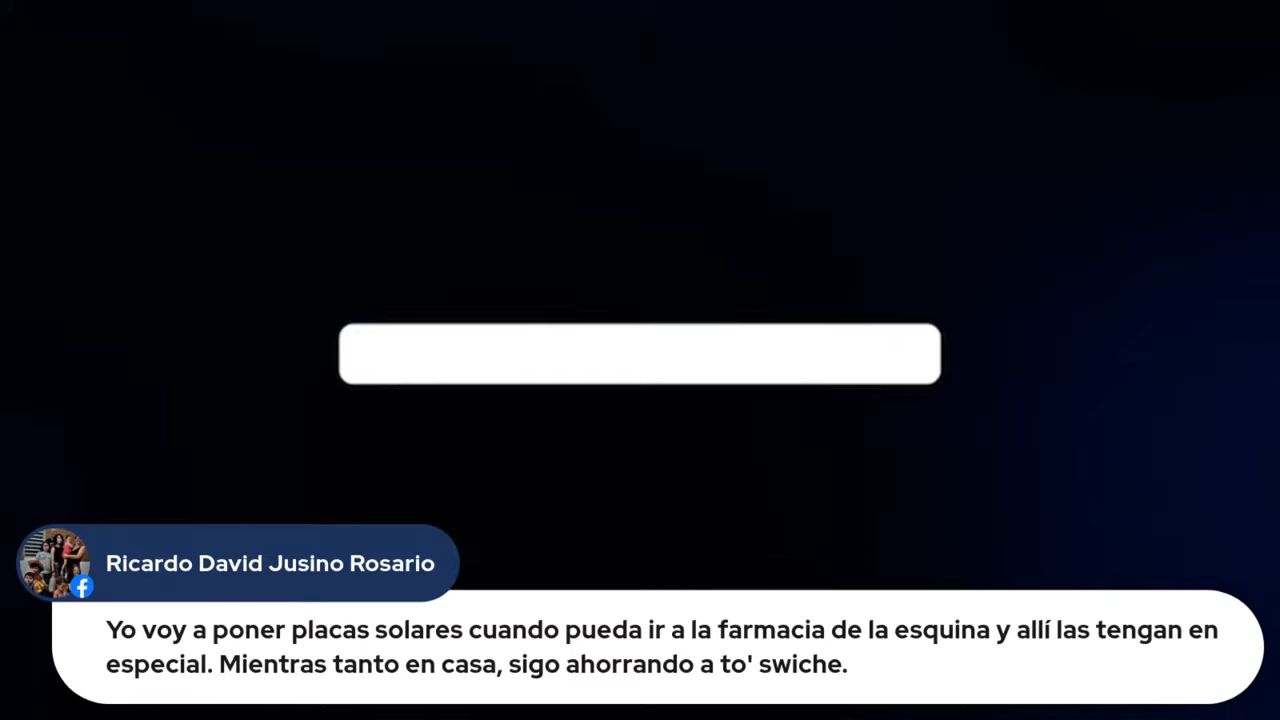 Ricardo David Jusino Rosario
Yo voy a poner placas solares cuando pueda ir a la farmacia de la esquina y allí las tengan en
especial. Mientras tanto en casa, sigo ahorrando a to' swiche.